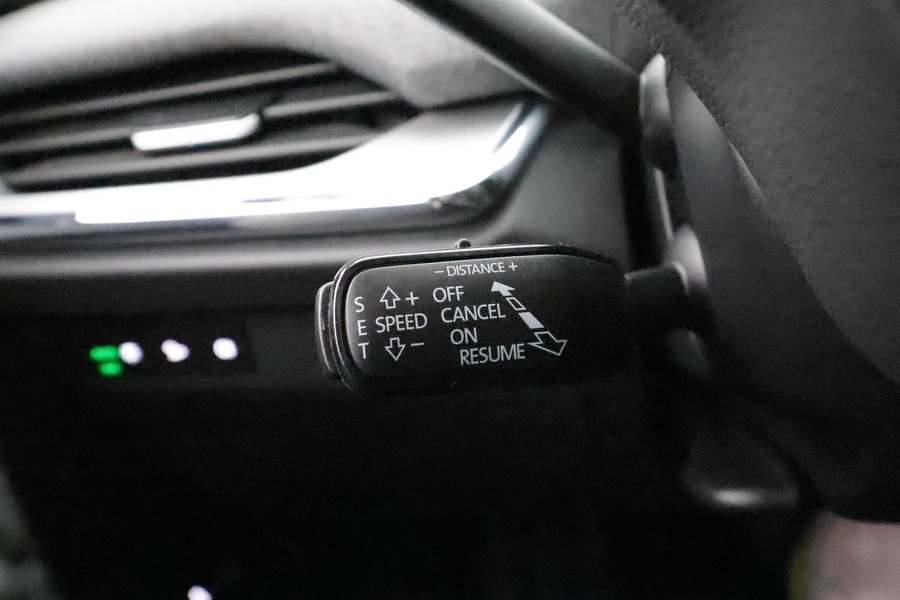 – DISTANCE +
S
E
T
+
SPEED
–
OFF
CANCEL
ON
RESUME